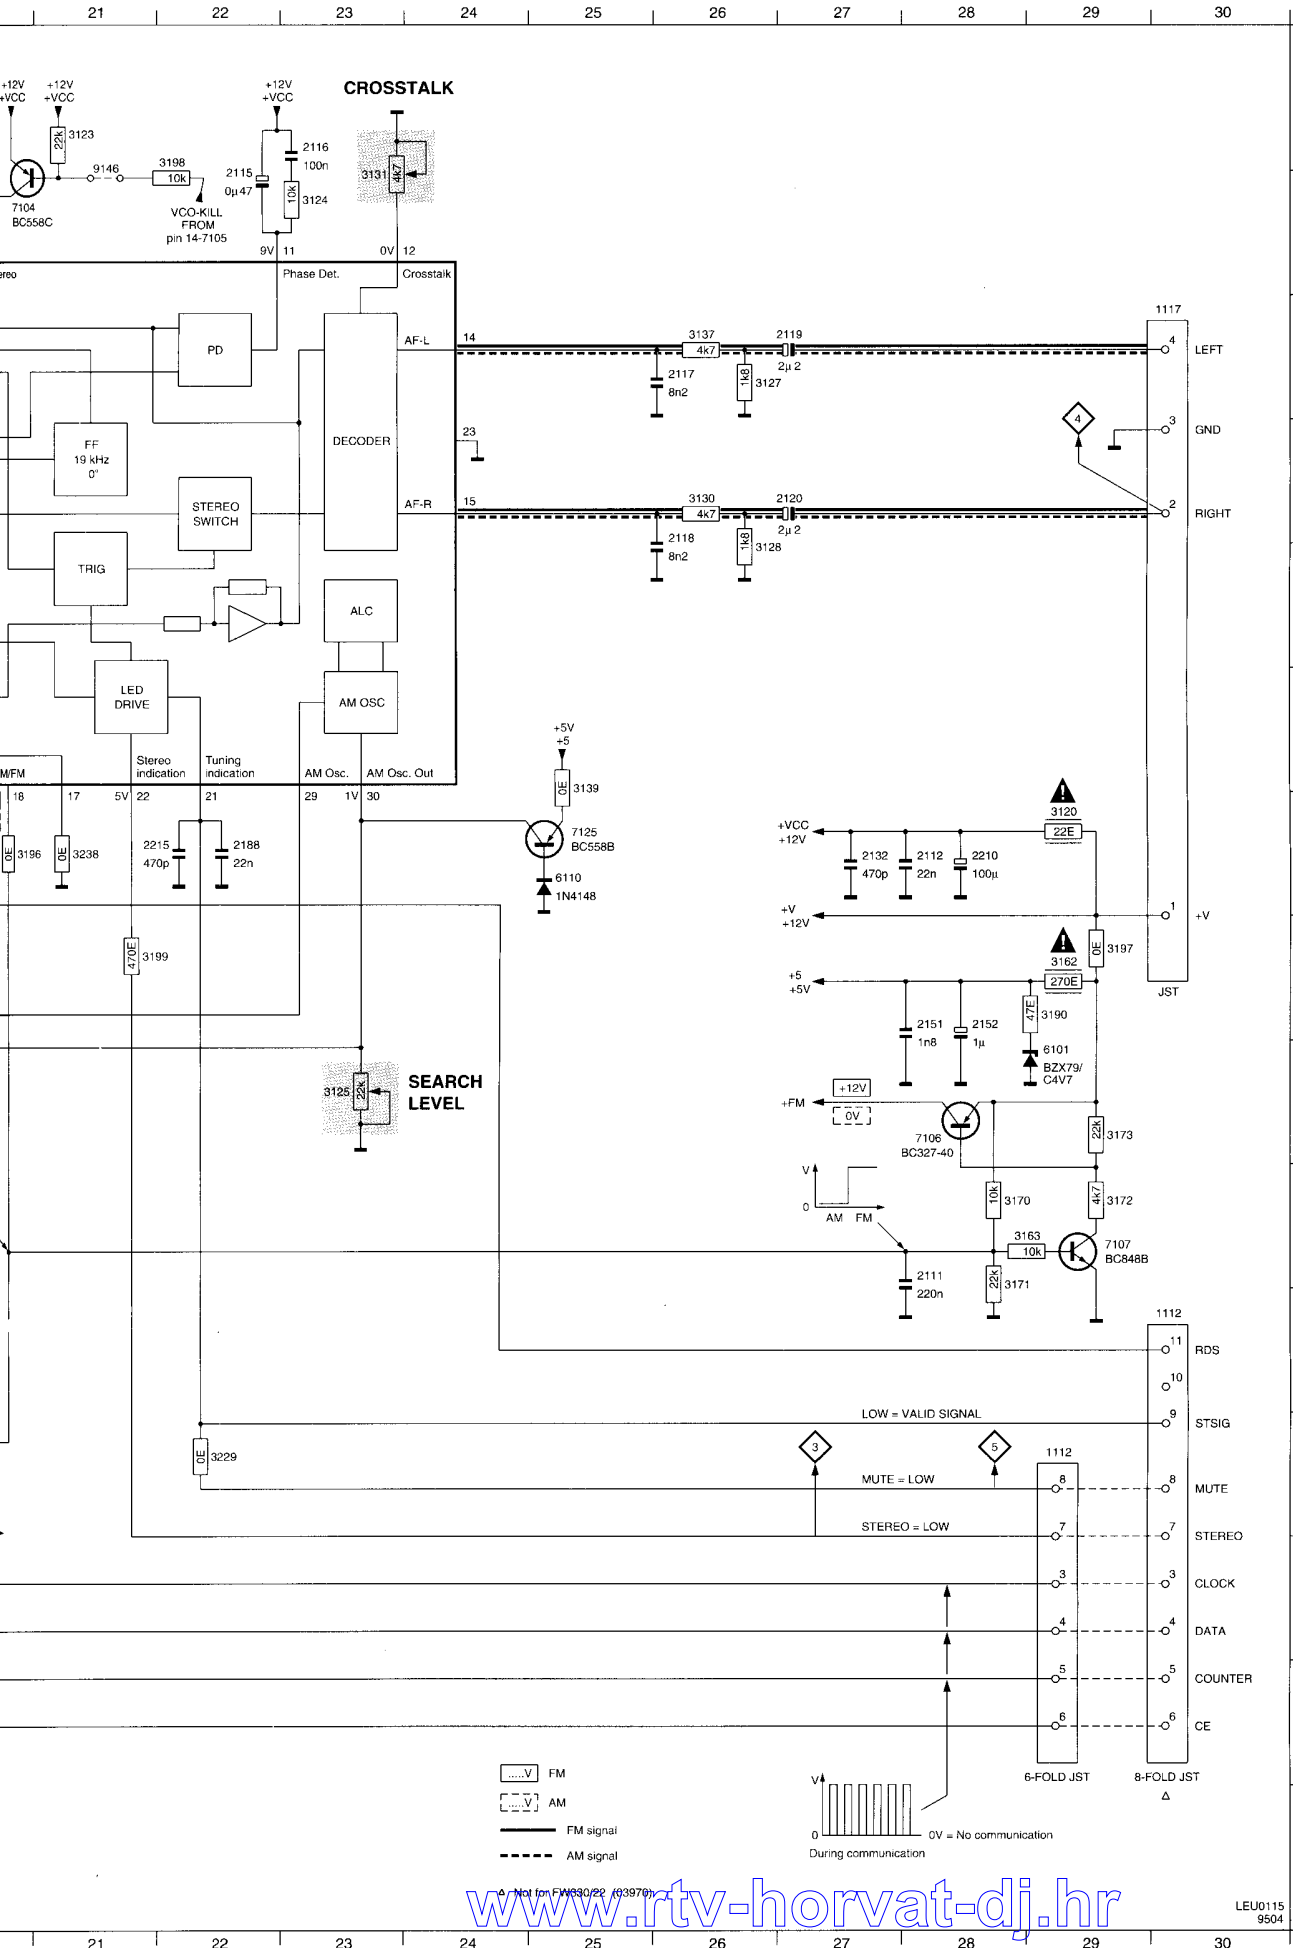 21 22 23 24 25 26 27 28 29 30
CROSSTALK
+12V
+VCC
+12V
+VCC
+12V
+VCC
22k
3123
9146
3198
10k
7104
BC558C
VCO-KILL
FROM
pin 14-7105
2115
0µ47
2116
100n
10k
3124
3131
4k7
9V 11
0V 12
Phase Det.
Crosstalk
PD
FF
19 kHz
0°
STEREO
SWITCH
TRIG
LED
DRIVE
DECODER
ALC
AM OSC
AF-L
14
23
AF-R
15
3137
4k7
2119
2µ2
2117
8n2
1k8
3127
3130
4k7
2120
2µ2
2118
8n2
1k8
3128
1117
4
LEFT
4
3
GND
2
RIGHT
1
+V
JST
M/FM
Stereo
indication
Tuning
indication
AM Osc.
AM Osc. Out
18
17
5V 22
21
29
1V 30
0E
3196
0E
3238
2215
470p
2188
22n
470E
3199
+5V
+5
0E
3139
7125
BC558B
6110
1N4148
3125
22k
SEARCH
LEVEL
+VCC
+12V
2132
470p
2112
22n
2210
100µ
3120
22E
+V
+12V
0E
3197
3162
270E
+5
+5V
2151
1n8
2152
1µ
47E
3190
6101
BZX79/
C4V7
+12V
+FM
0V
7106
BC327-40
22k
3173
V
0
AM FM
10k
3170
4k7
3172
3163
10k
7107
BC848B
2111
220n
22k
3171
1112
11
RDS
10
LOW = VALID SIGNAL
9
STSIG
0E
3229
3
5
1112
MUTE = LOW
8
8
MUTE
STEREO = LOW
7
7
STEREO
3
3
CLOCK
4
4
DATA
5
5
COUNTER
6
6
CE
6-FOLD JST
8-FOLD JST
Δ
.....V FM
.....V AM
FM signal
AM signal
V
0
0V = No communication
During communication
Δ Not for FW330/22 (03970)
www.rtv-horvat-dj.hr
LEU0115
9504
21 22 23 24 25 26 27 28 29 30